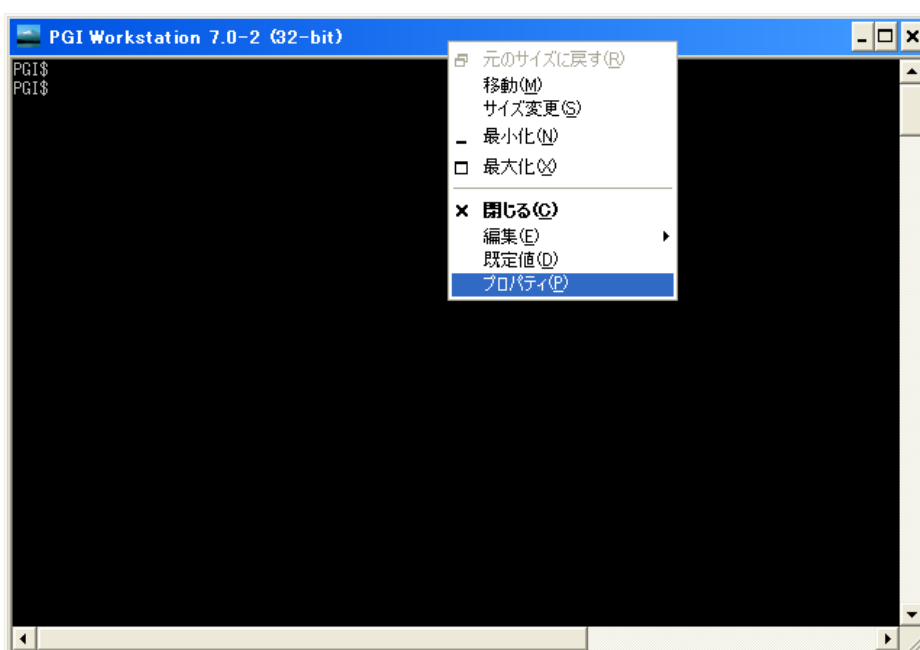 PGI Workstation 7.0-2 (32-bit)
PGI$
PGI$
元のサイズに戻す(R)
移動(M)
サイズ変更(S)
最小化(N)
最大化(X)
閉じる(C)
編集(E)
既定値(D)
プロパティ(P)